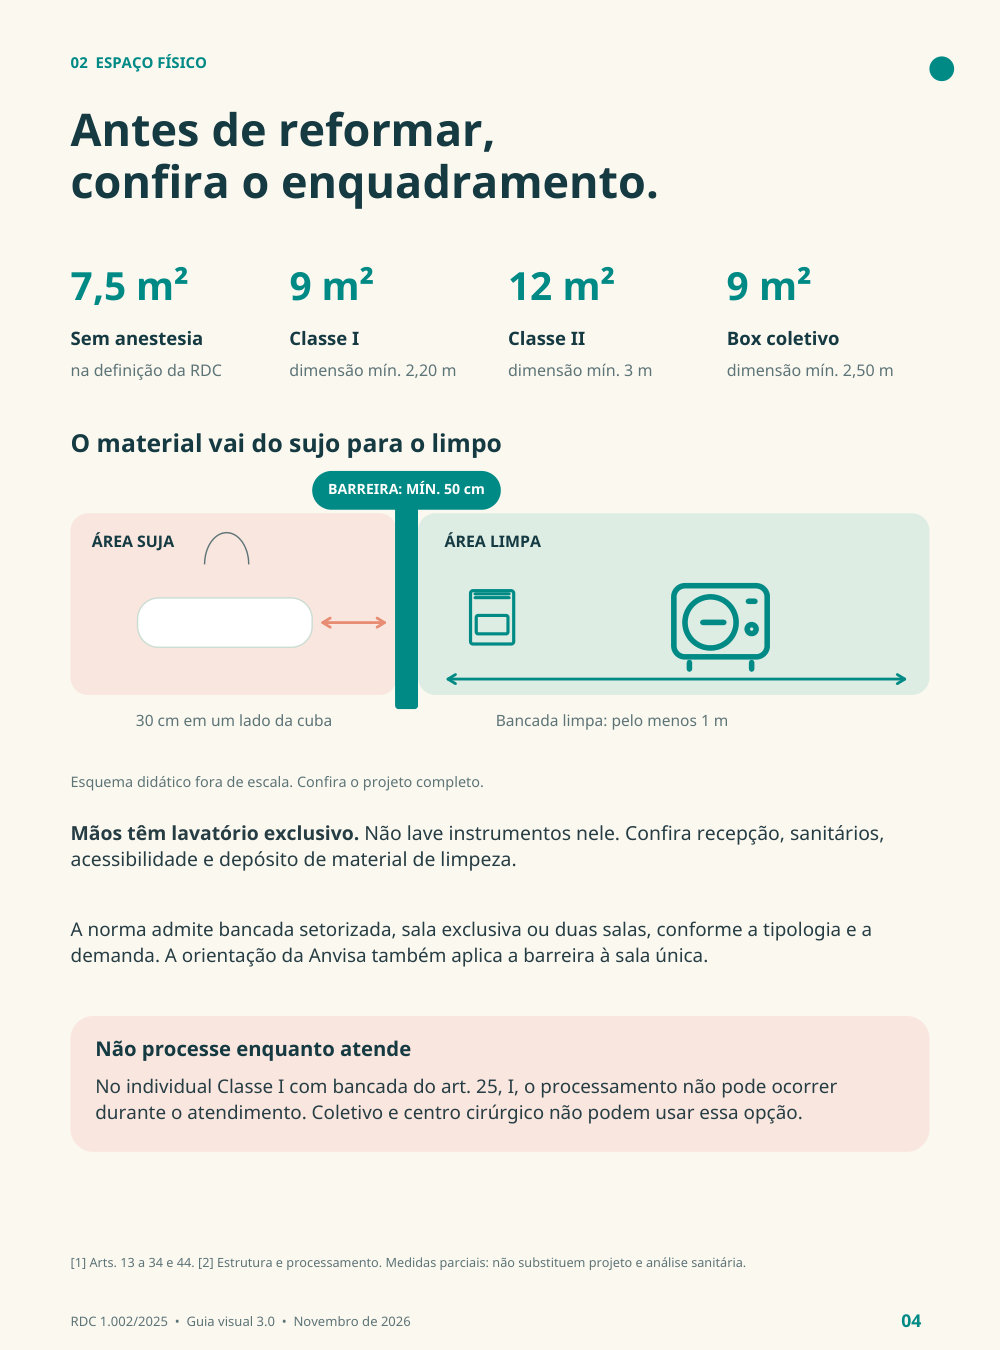 02 ESPAÇO FÍSICO
Antes de reformar,
confira o enquadramento.
7,5 m²
Sem anestesia
na definição da RDC
9 m²
Classe I
dimensão mín. 2,20 m
12 m²
Classe II
dimensão mín. 3 m
9 m²
Box coletivo
dimensão mín. 2,50 m
O material vai do sujo para o limpo
BARREIRA: MÍN. 50 cm
ÁREA SUJA
ÁREA LIMPA
30 cm em um lado da cuba
Bancada limpa: pelo menos 1 m
Esquema didático fora de escala. Confira o projeto completo.
Mãos têm lavatório exclusivo. Não lave instrumentos nele. Confira recepção, sanitários,
acessibilidade e depósito de material de limpeza.
A norma admite bancada setorizada, sala exclusiva ou duas salas, conforme a tipologia e a
demanda. A orientação da Anvisa também aplica a barreira à sala única.
Não processe enquanto atende
No individual Classe I com bancada do art. 25, I, o processamento não pode ocorrer
durante o atendimento. Coletivo e centro cirúrgico não podem usar essa opção.
[1] Arts. 13 a 34 e 44. [2] Estrutura e processamento. Medidas parciais: não substituem projeto e análise sanitária.
RDC 1.002/2025 • Guia visual 3.0 • Novembro de 2026
04